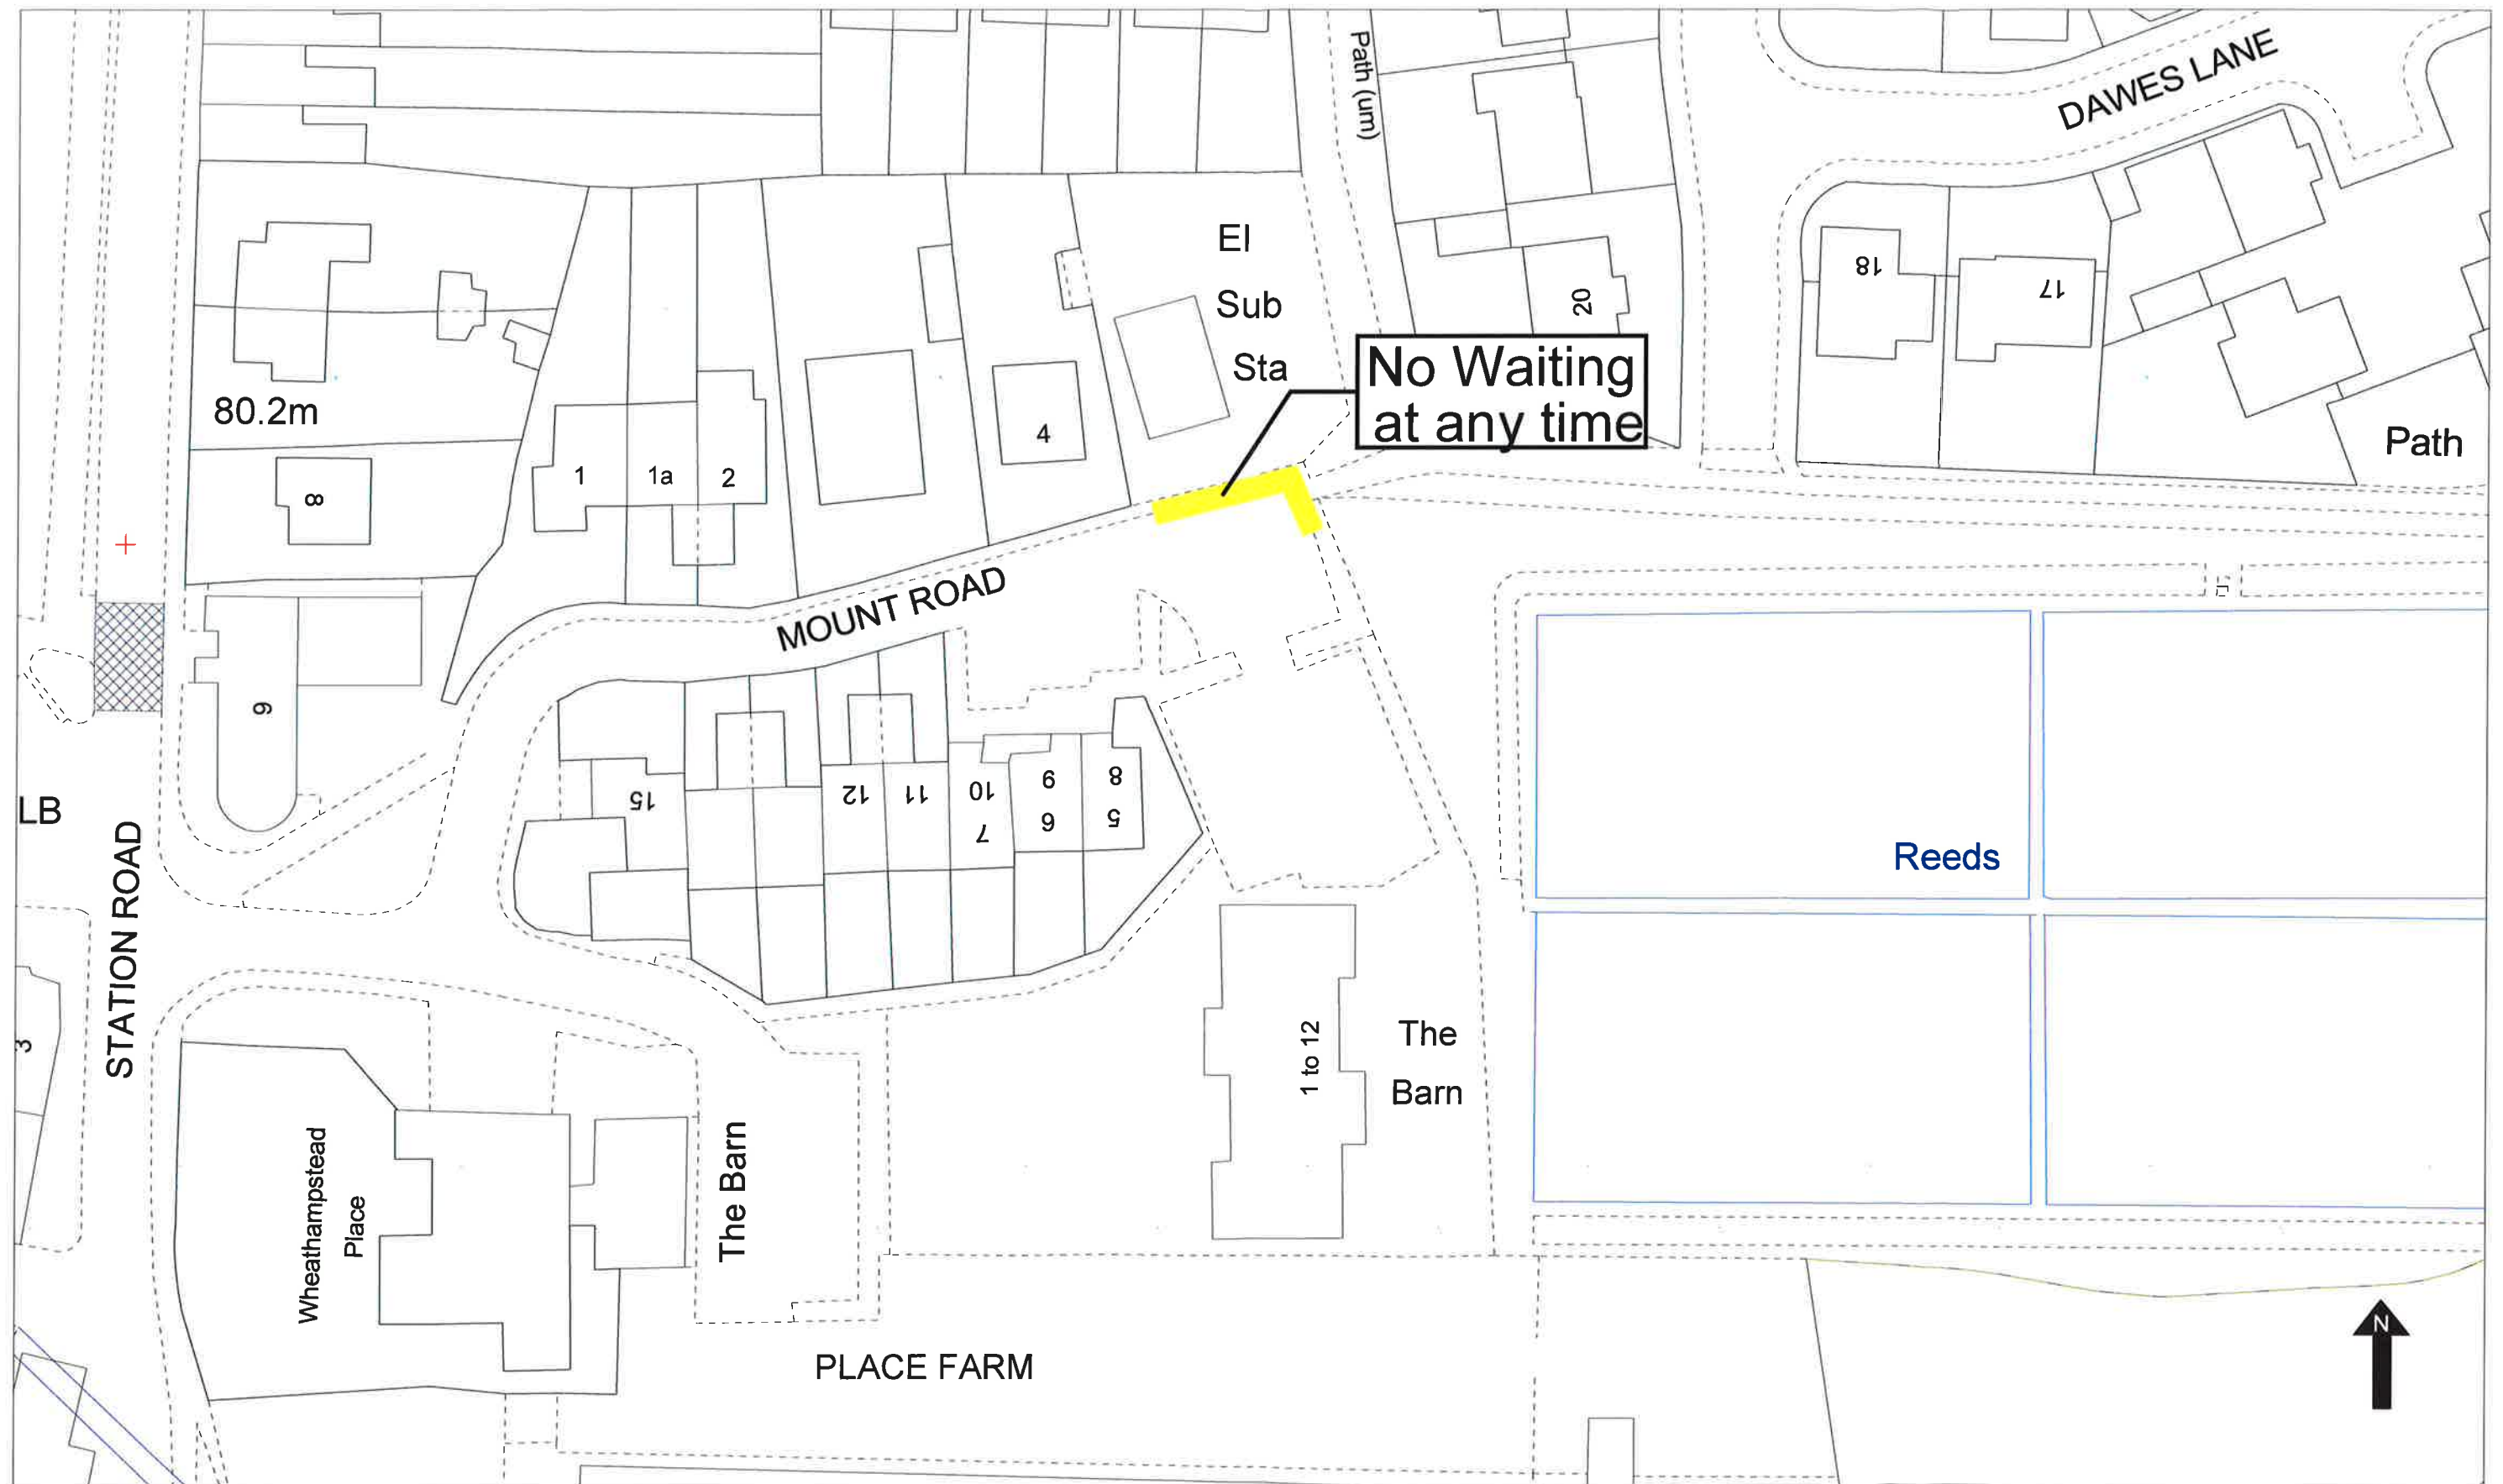 Path (um)
DAWES LANE
El
Sub
Sta
20
18
17
No Waiting
at any time
80.2m
8
1
1a
2
4
Path
MOUNT ROAD
6
15
12
11
10
7
9
6
8
5
LB
STATION ROAD
Reeds
3
1 to 12
The
Barn
Wheathampstead
Place
The Barn
PLACE FARM
N